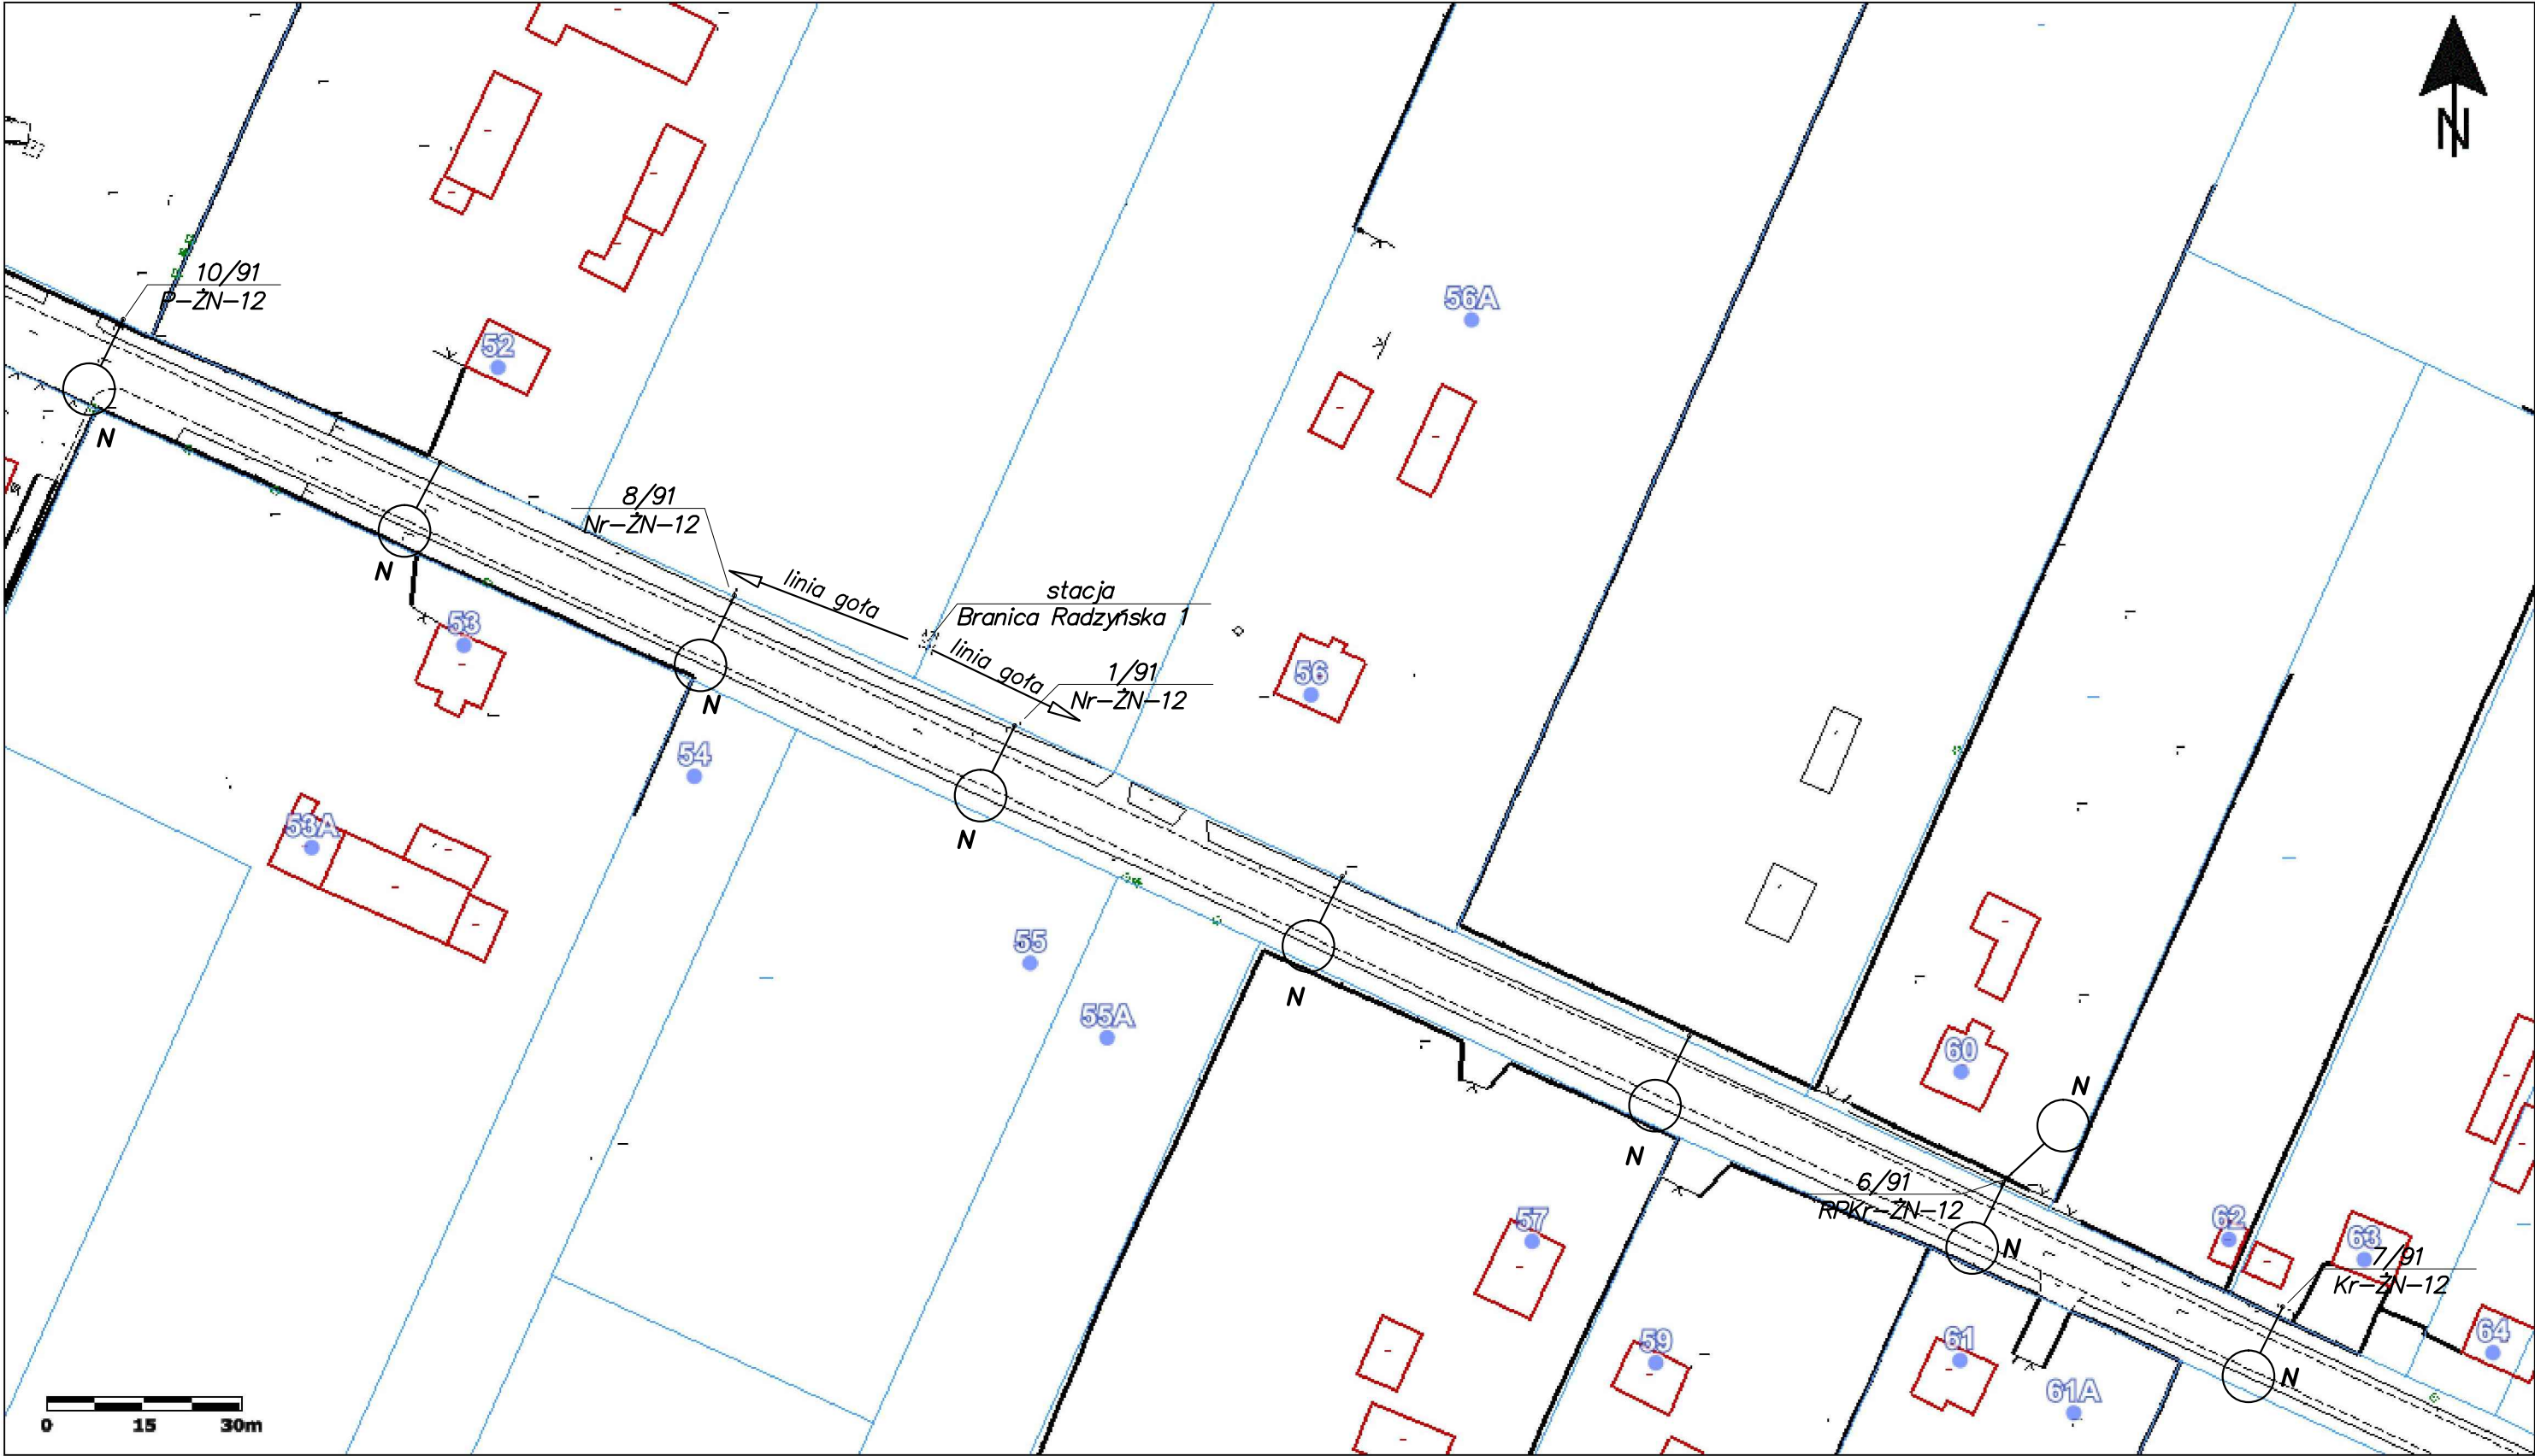 N
56A
10/91
P-ŻN-12
52
N
8/91
Nr-ŻN-12
N
linia goła
stacja
Branica Radzyńska 1
linia goła
1/91
Nr-ŻN-12
53
56
N
54
53A
N
55
N
55A
60
N
N
6/91
RPKr-ŻN-12
57
62
63
N
7/91
Kr-ŻN-12
59
61
64
N
61A
0 15 30m